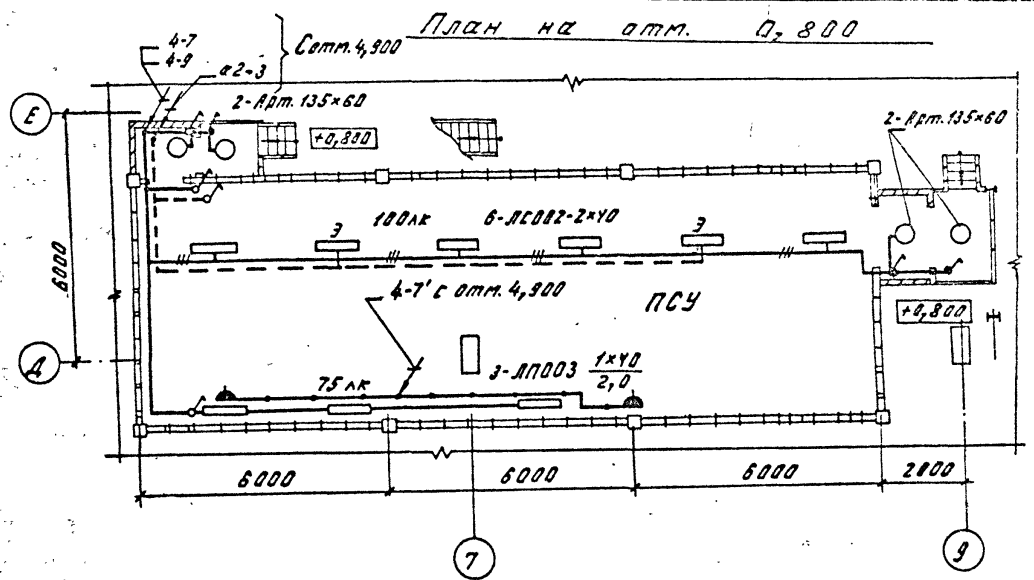 План на отм. 0,800
4-7
4-9
а2-3
С отм. 4,900
2-Арт. 135×60
+0,800
2-Арт. 135×60
Е
6000
Д
100лк
6-ЛСО02-2×40
Э
Э
4-7' с отм. 4,900
ПСУ
+0,800
75лк
3-ЛПО03 1×40
2,0
6000
6000
6000
2000
7
9